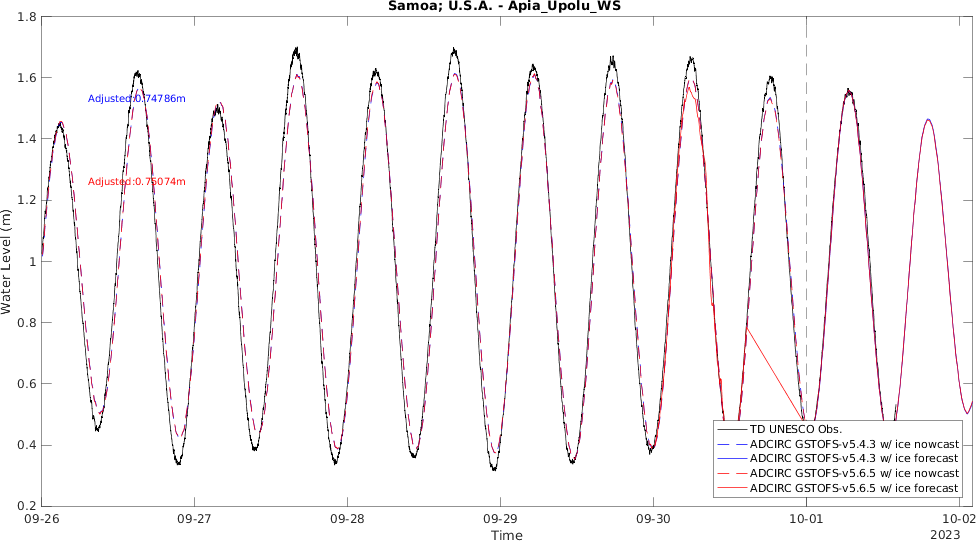 Samoa; U.S.A. - Apia_Upolu_WS
1.8
1.6
1.4
1.2
1
0.8
0.6
0.4
0.2
Water Level (m)
Adjusted:0.74786m
Adjusted:0.75074m
TD UNESCO Obs.
ADCIRC GSTOFS-v5.4.3 w/ ice nowcast
ADCIRC GSTOFS-v5.4.3 w/ ice forecast
ADCIRC GSTOFS-v5.6.5 w/ ice nowcast
ADCIRC GSTOFS-v5.6.5 w/ ice forecast
09-26 09-27 09-28 09-29 09-30 10-01 10-02
Time
2023